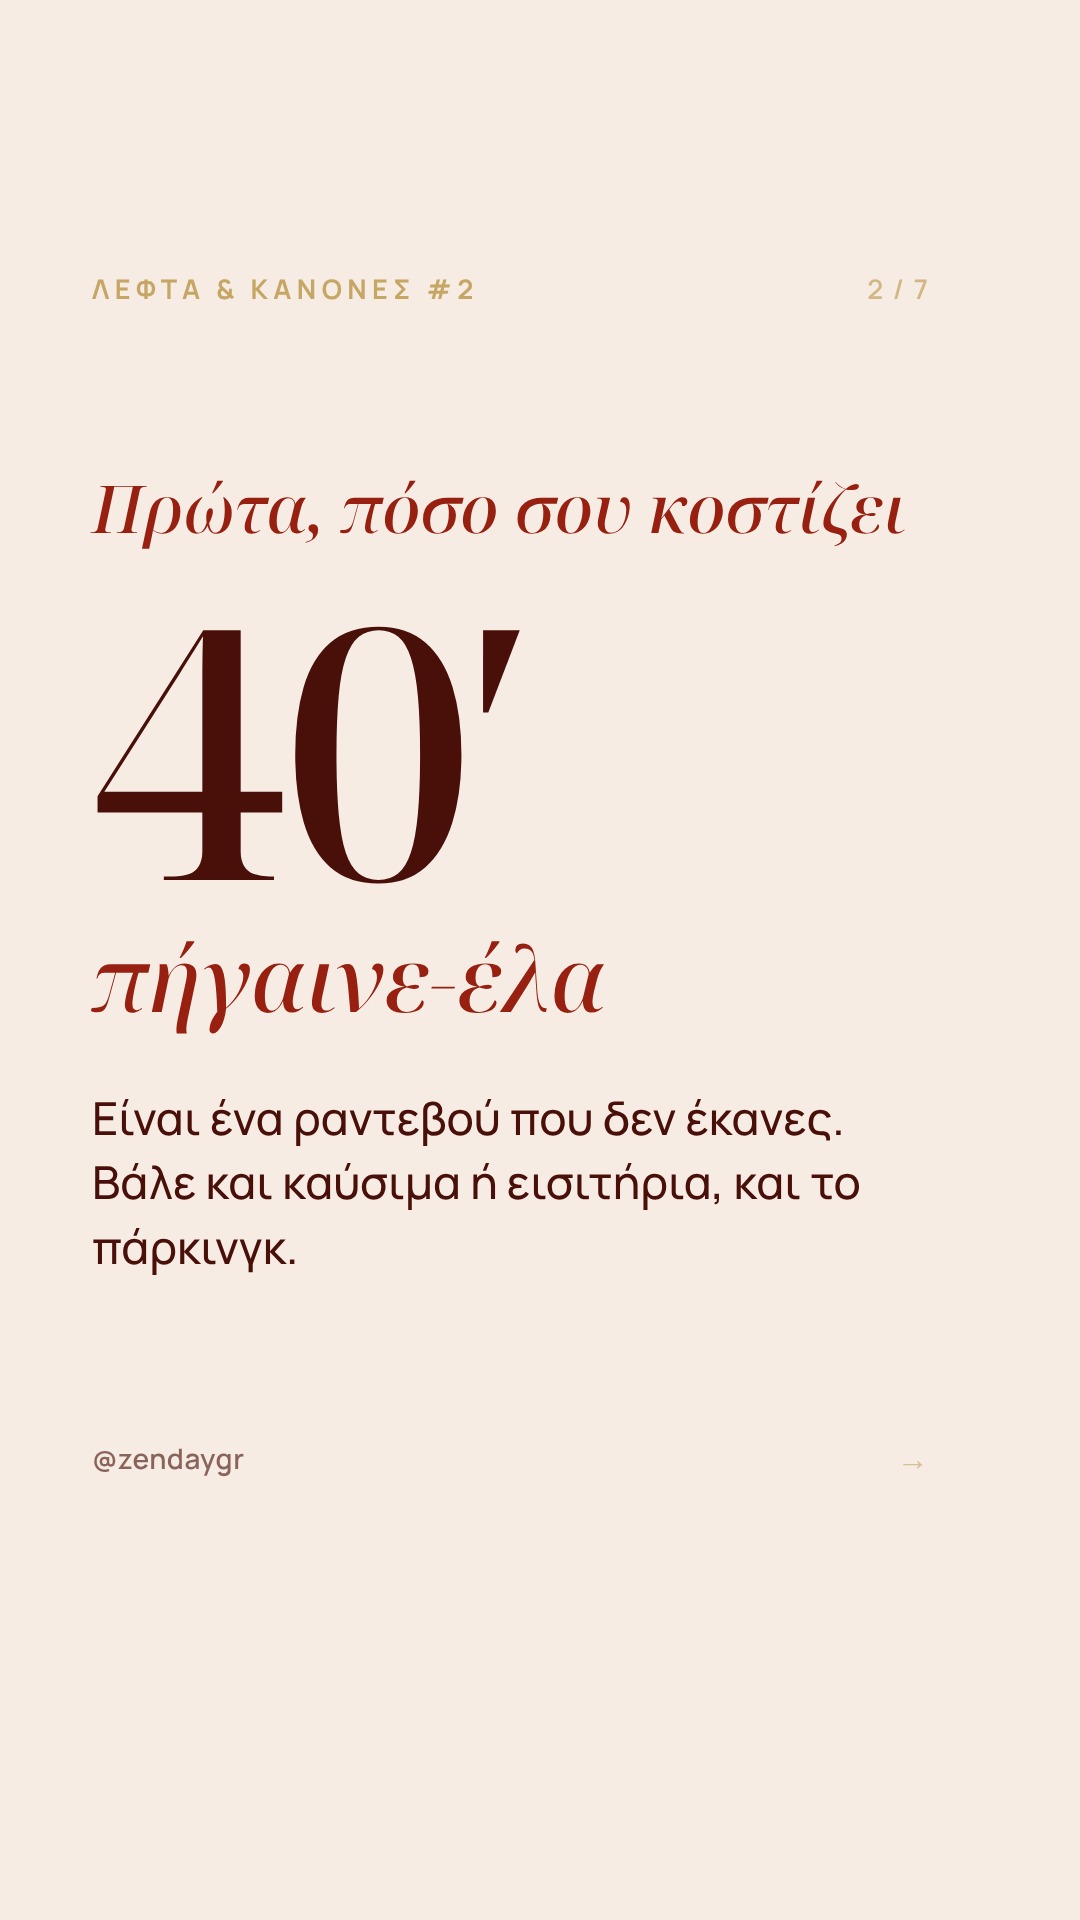 ΛΕΦΤΑ & ΚΑΝΟΝΕΣ #2
2 / 7
Πρώτα, πόσο σου κοστίζει
40′
πήγαινε-έλα
Είναι ένα ραντεβού που δεν έκανες.
Βάλε και καύσιμα ή εισιτήρια, και το
πάρκινγκ.
@zendaygr
→